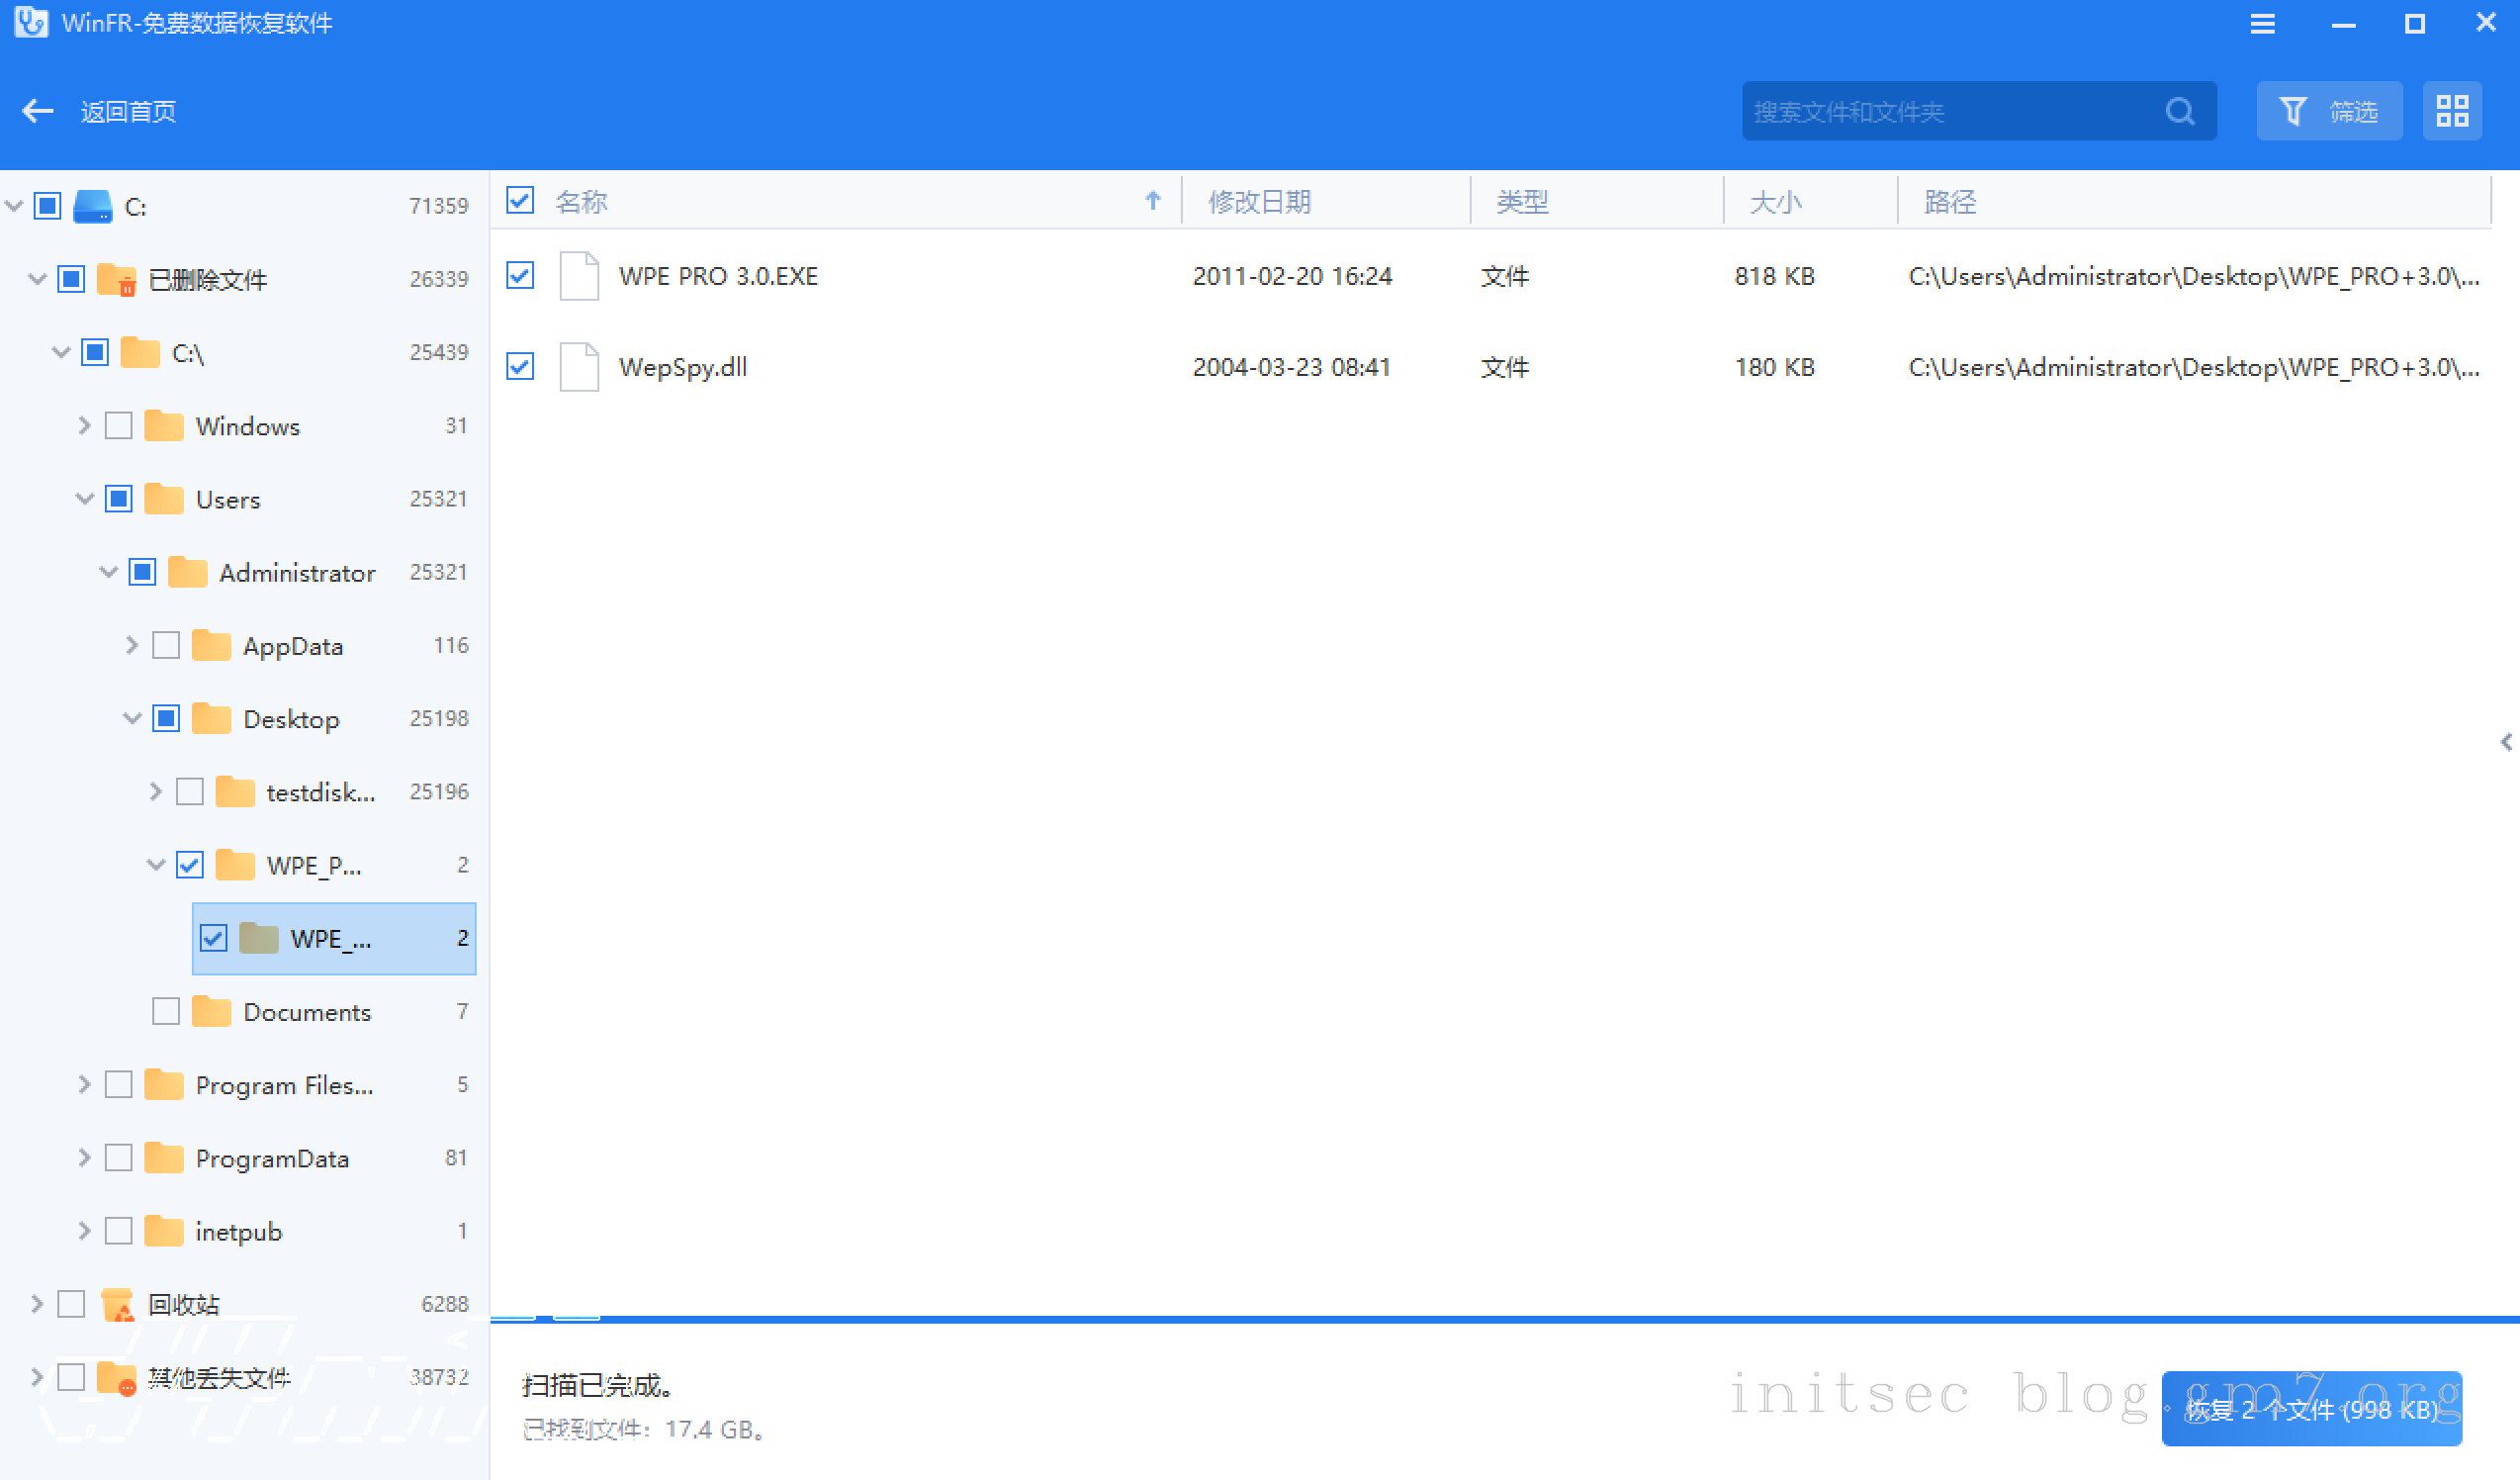 WinFR-免费数据恢复软件
返回首页
搜索文件和文件夹
筛选
C: 71359
已删除文件 26339
C:\ 25439
Windows 31
Users 25321
Administrator 25321
AppData 116
Desktop 25198
testdisk... 25196
WPE_P... 2
WPE_... 2
Documents 7
Program Files... 5
ProgramData 81
inetpub 1
回收站 6288
其他丢失文件 38732
名称 修改日期 类型 大小 路径
WPE PRO 3.0.EXE 2011-02-20 16:24 文件 818 KB C:\Users\Administrator\Desktop\WPE_PRO+3.0\...
WepSpy.dll 2004-03-23 08:41 文件 180 KB C:\Users\Administrator\Desktop\WPE_PRO+3.0\...
扫描已完成。
已找到文件：17.4 GB。
恢复 2 个文件 (998 KB)
initsec blog.gm7.org